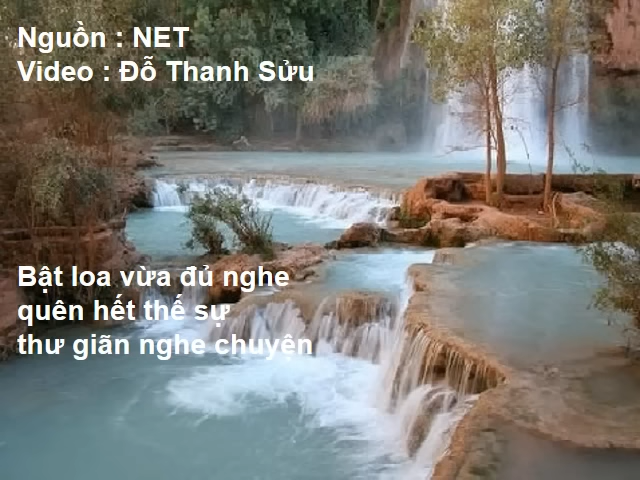 Nguồn : NET
Video : Đỗ Thanh Sửu
Bật loa vừa đủ nghe
quên hết thế sự
thư giãn nghe chuyện